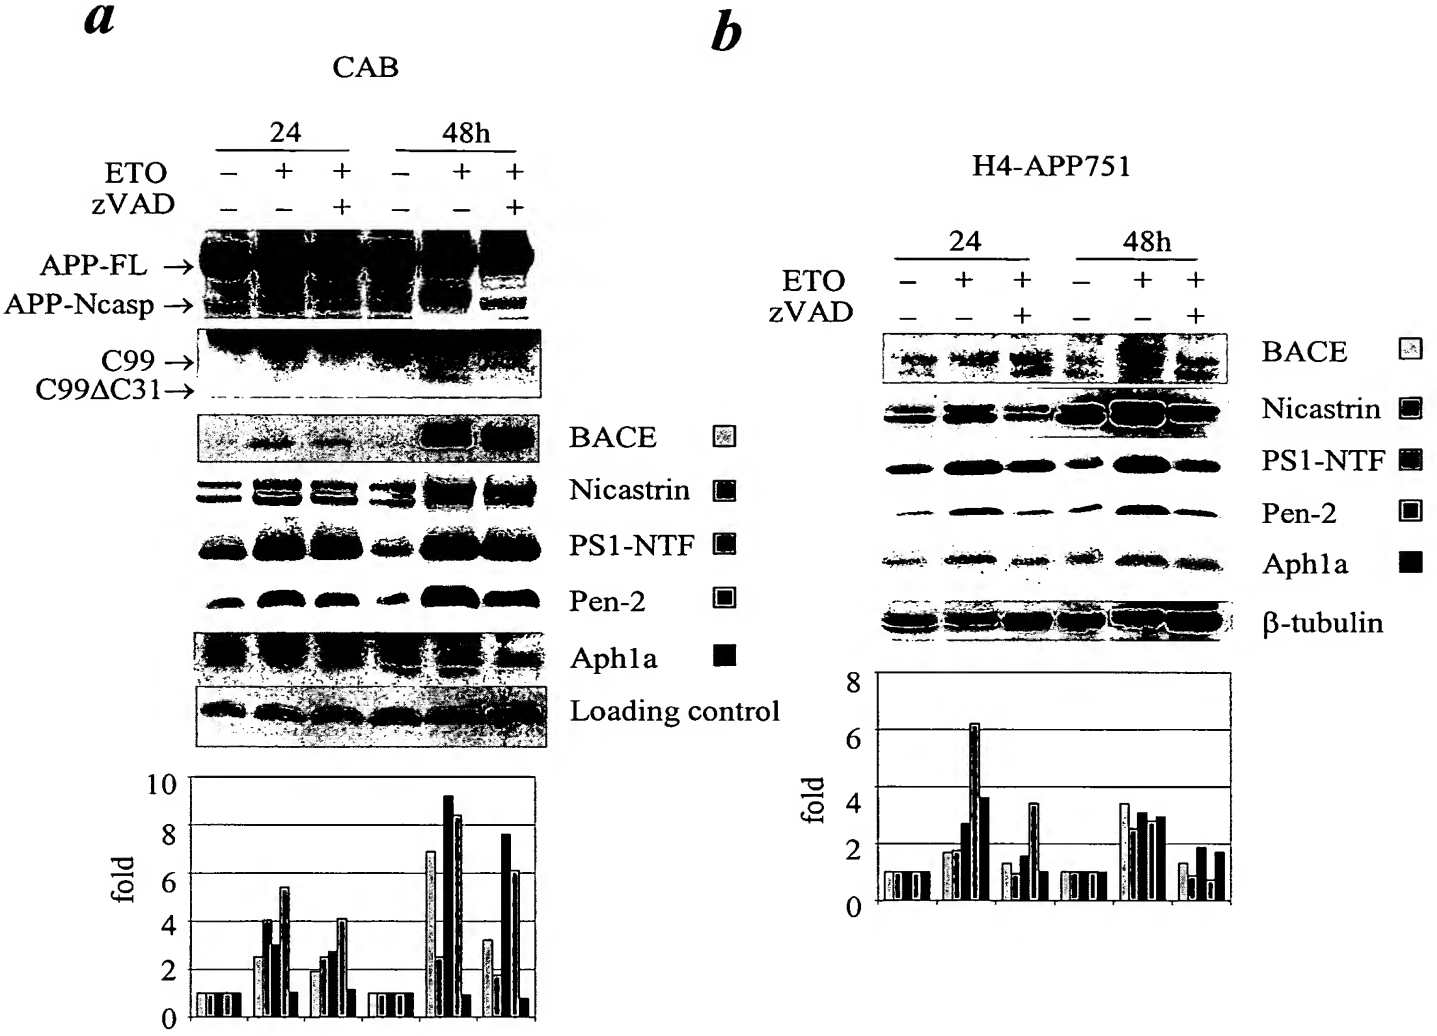 a
CAB
24 48h
ETO − + + − + +
zVAD − − + − − +
APP-FL →
APP-Ncasp →
C99 →
C99ΔC31→
BACE
Nicastrin
PS1-NTF
Pen-2
Aph1a
Loading control
fold
10
8
6
4
2
0
b
H4-APP751
24 48h
ETO − + + − + +
zVAD − − + − − +
BACE
Nicastrin
PS1-NTF
Pen-2
Aph1a
β-tubulin
fold
8
6
4
2
0